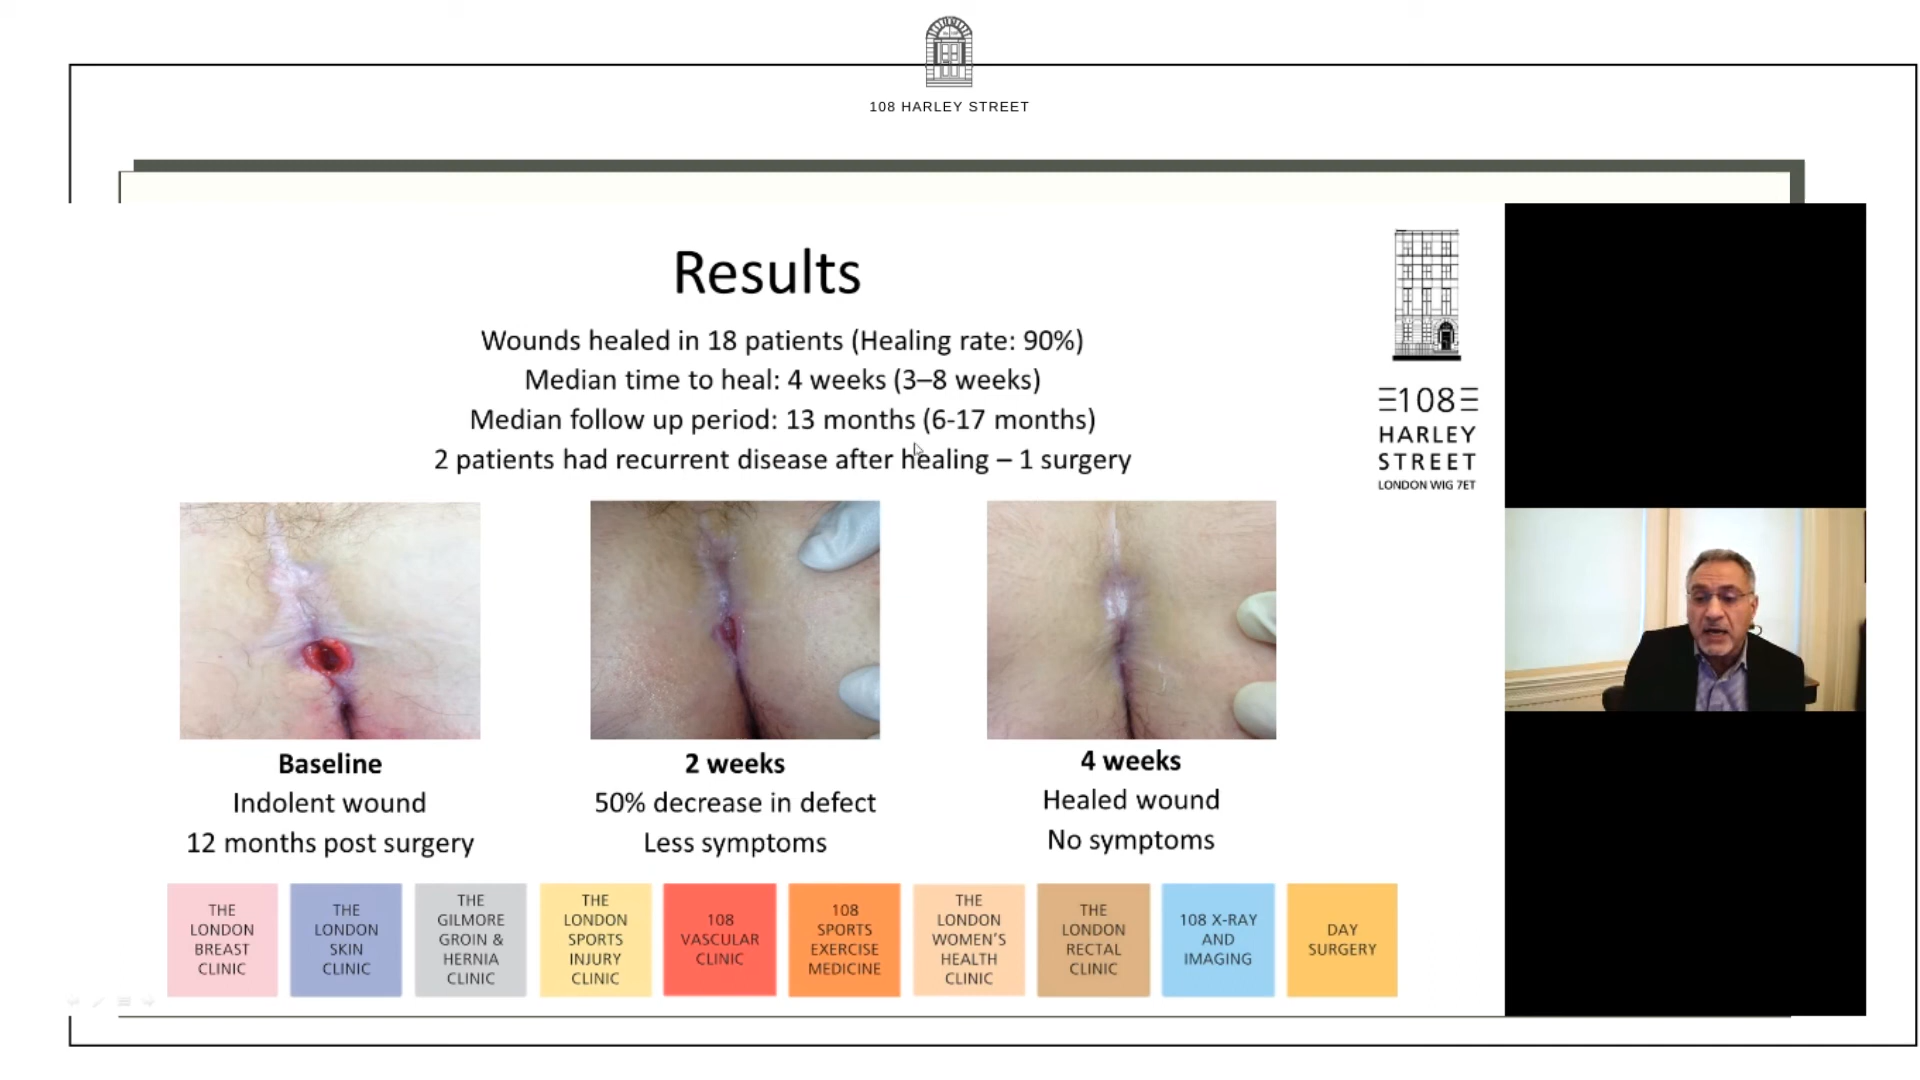 108 HARLEY STREET
Results
Wounds healed in 18 patients (Healing rate: 90%)
Median time to heal: 4 weeks (3–8 weeks)
Median follow up period: 13 months (6-17 months)
2 patients had recurrent disease after healing – 1 surgery
108
HARLEY
STREET
LONDON W1G 7ET
Baseline
Indolent wound
12 months post surgery
2 weeks
50% decrease in defect
Less symptoms
4 weeks
Healed wound
No symptoms
THE
LONDON
BREAST
CLINIC
THE
LONDON
SKIN
CLINIC
THE
GILMORE
GROIN &
HERNIA
CLINIC
THE
LONDON
SPORTS
INJURY
CLINIC
108
VASCULAR
CLINIC
108
SPORTS
EXERCISE
MEDICINE
THE
LONDON
WOMEN'S
HEALTH
CLINIC
THE
LONDON
RECTAL
CLINIC
108 X-RAY
AND
IMAGING
DAY
SURGERY